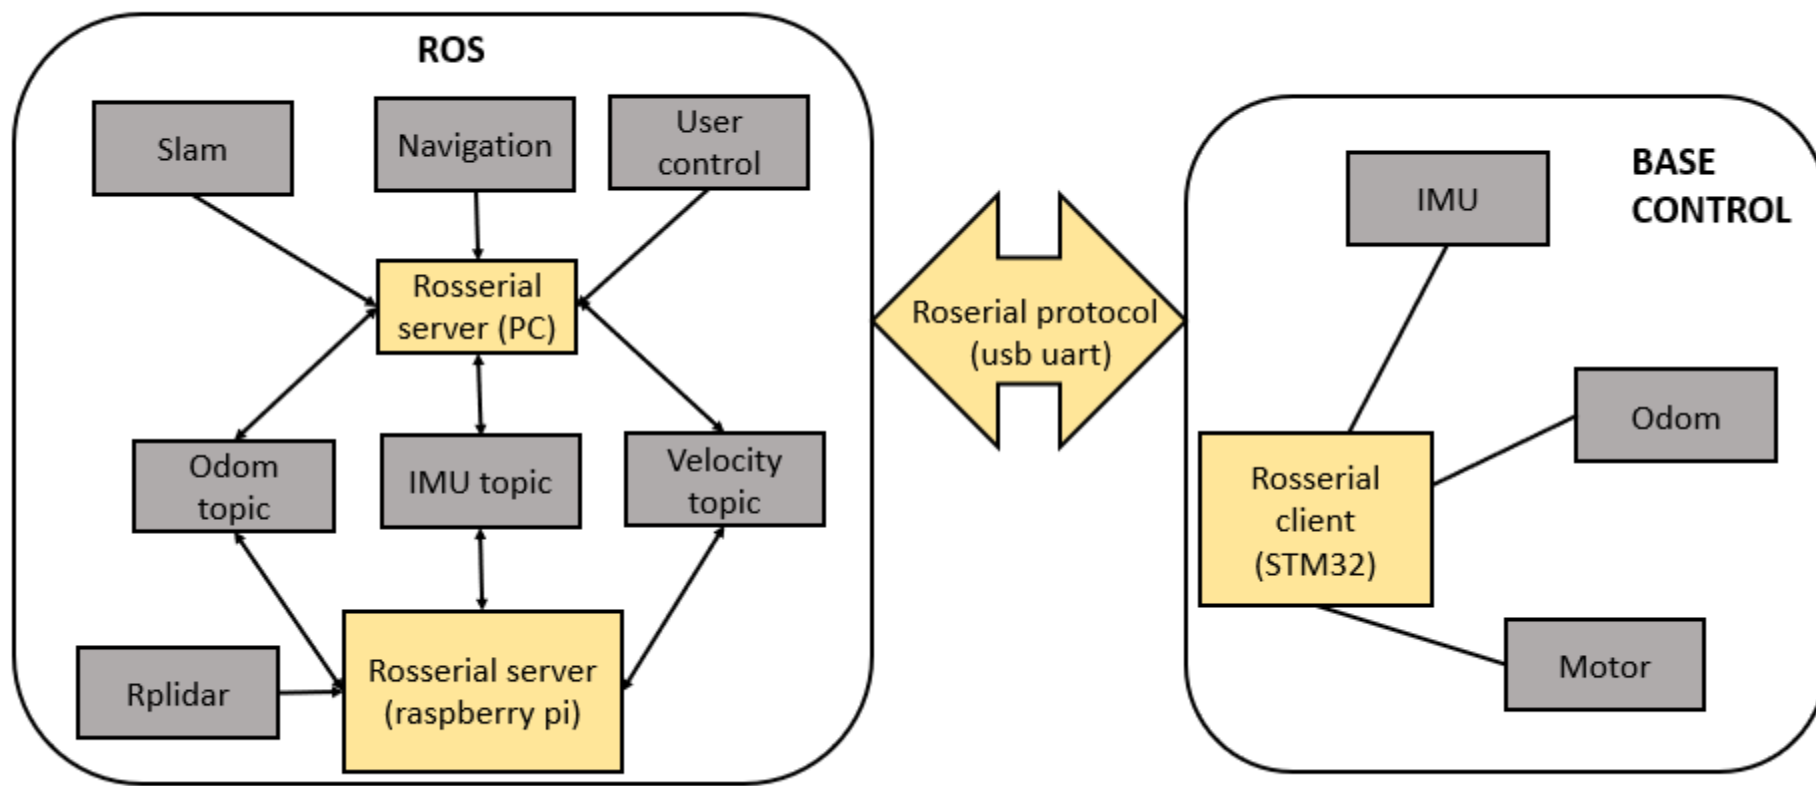 ROS
Slam
Navigation
User
control
Rosserial
server (PC)
Odom
topic
IMU topic
Velocity
topic
Rplidar
Rosserial server
(raspberry pi)
Roserial protocol
(usb uart)
BASE
CONTROL
IMU
Odom
Rosserial
client
(STM32)
Motor